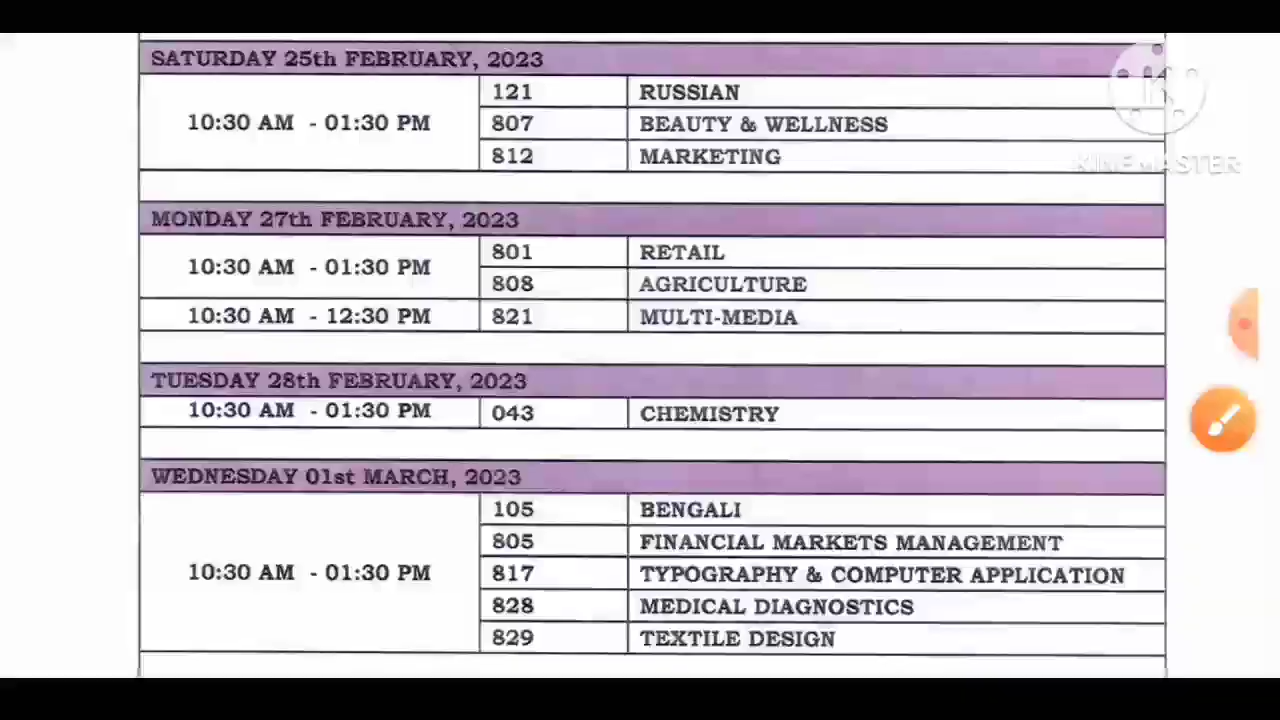 SATURDAY 25th FEBRUARY, 2023
10:30 AM - 01:30 PM
121 RUSSIAN
807 BEAUTY & WELLNESS
812 MARKETING
MONDAY 27th FEBRUARY, 2023
10:30 AM - 01:30 PM
801 RETAIL
808 AGRICULTURE
10:30 AM - 12:30 PM 821 MULTI-MEDIA
TUESDAY 28th FEBRUARY, 2023
10:30 AM - 01:30 PM 043 CHEMISTRY
WEDNESDAY 01st MARCH, 2023
10:30 AM - 01:30 PM
105 BENGALI
805 FINANCIAL MARKETS MANAGEMENT
817 TYPOGRAPHY & COMPUTER APPLICATION
828 MEDICAL DIAGNOSTICS
829 TEXTILE DESIGN
K
KINEMASTER